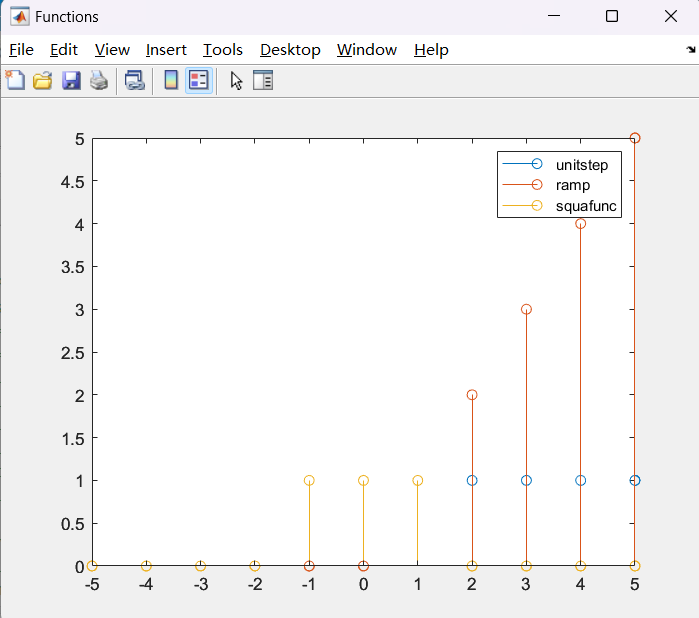 Functions
File Edit View Insert Tools Desktop Window Help
unitstep
ramp
squafunc
5
4.5
4
3.5
3
2.5
2
1.5
1
0.5
0
-5 -4 -3 -2 -1 0 1 2 3 4 5